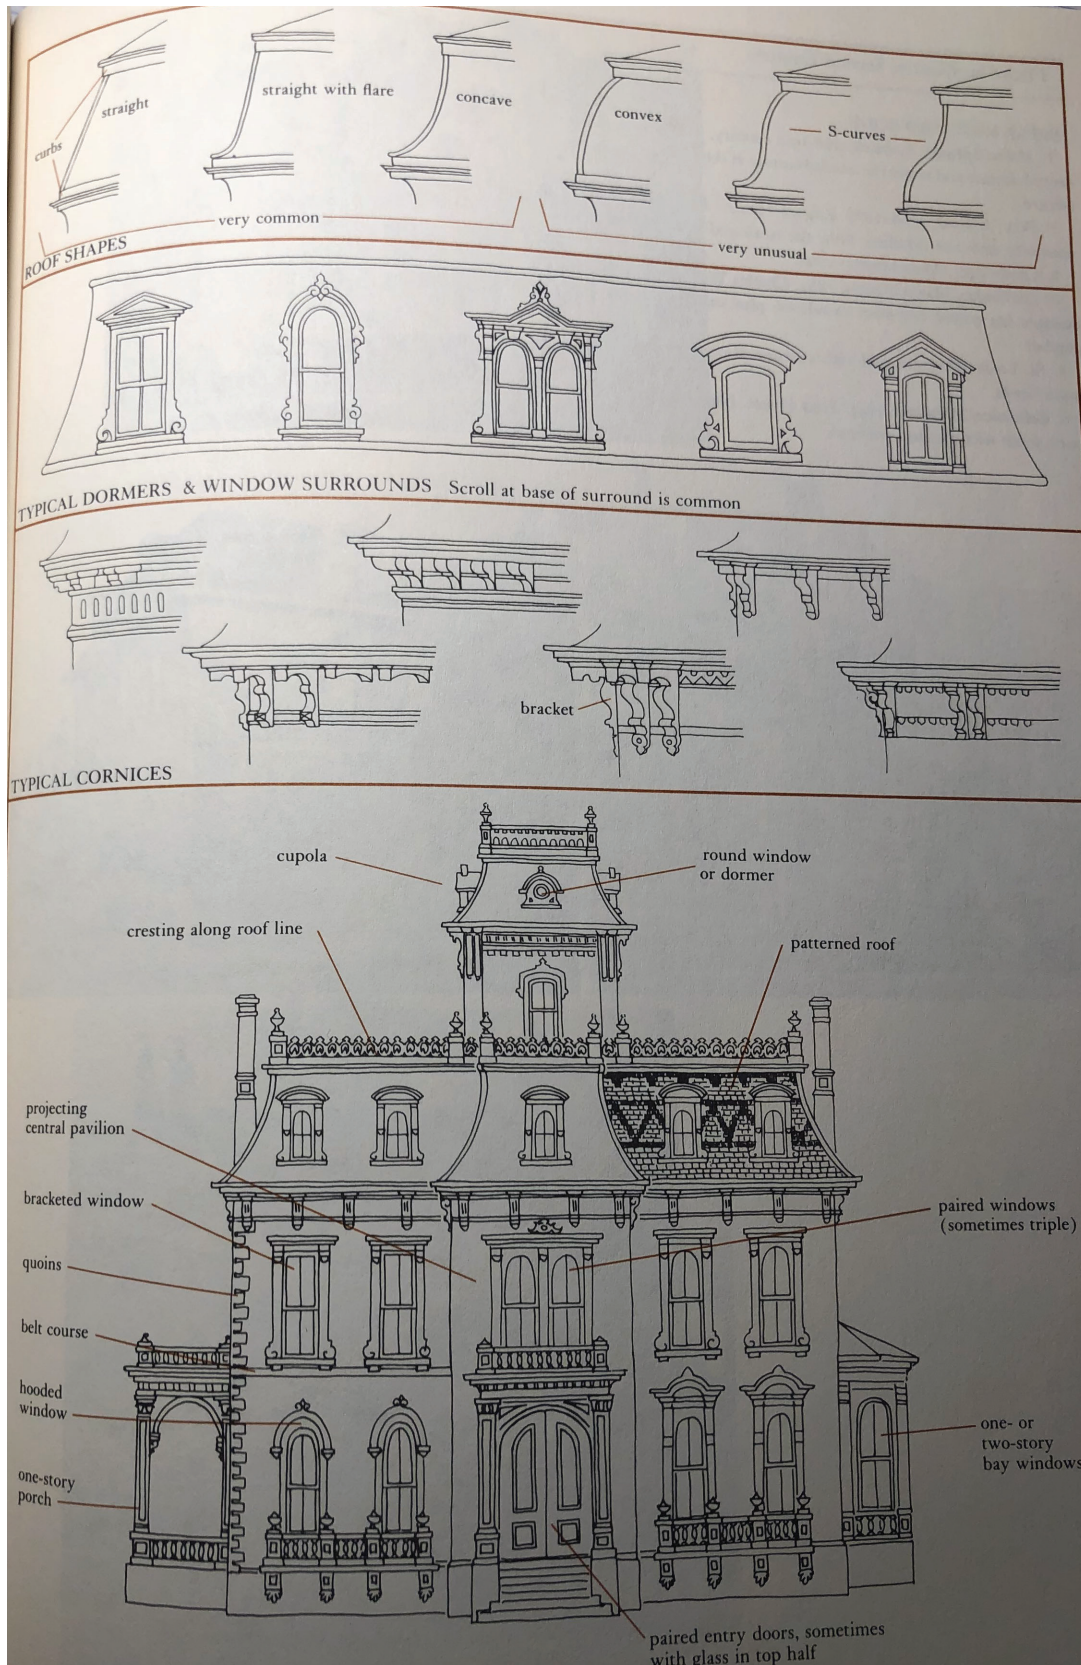 curbs
straight
straight with flare
concave
convex
S-curves
very common
very unusual
ROOF SHAPES
TYPICAL DORMERS & WINDOW SURROUNDS Scroll at base of surround is common
bracket
TYPICAL CORNICES
cupola
round window
or dormer
cresting along roof line
patterned roof
projecting
central pavilion
bracketed window
paired windows
(sometimes triple)
quoins
belt course
hooded
window
one-story
porch
one- or
two-story
bay windows
paired entry doors, sometimes
with glass in top half